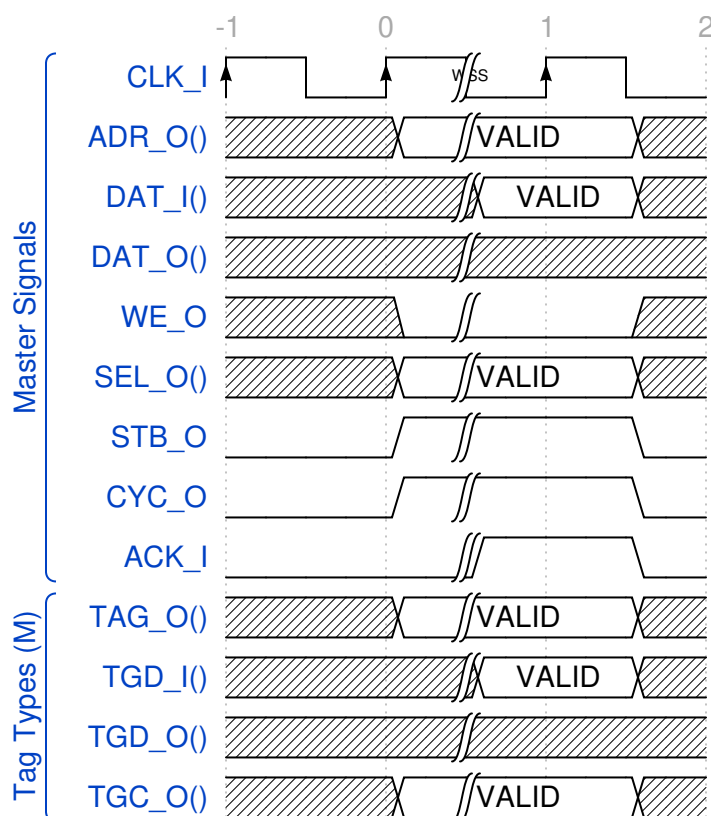 -1 0 1 2
CLK_I
WSS
ADR_O() VALID
DAT_I() VALID
DAT_O()
WE_O
SEL_O() VALID
STB_O
CYC_O
ACK_I
Master Signals
TAG_O() VALID
TGD_I() VALID
TGD_O()
TGC_O() VALID
Tag Types (M)